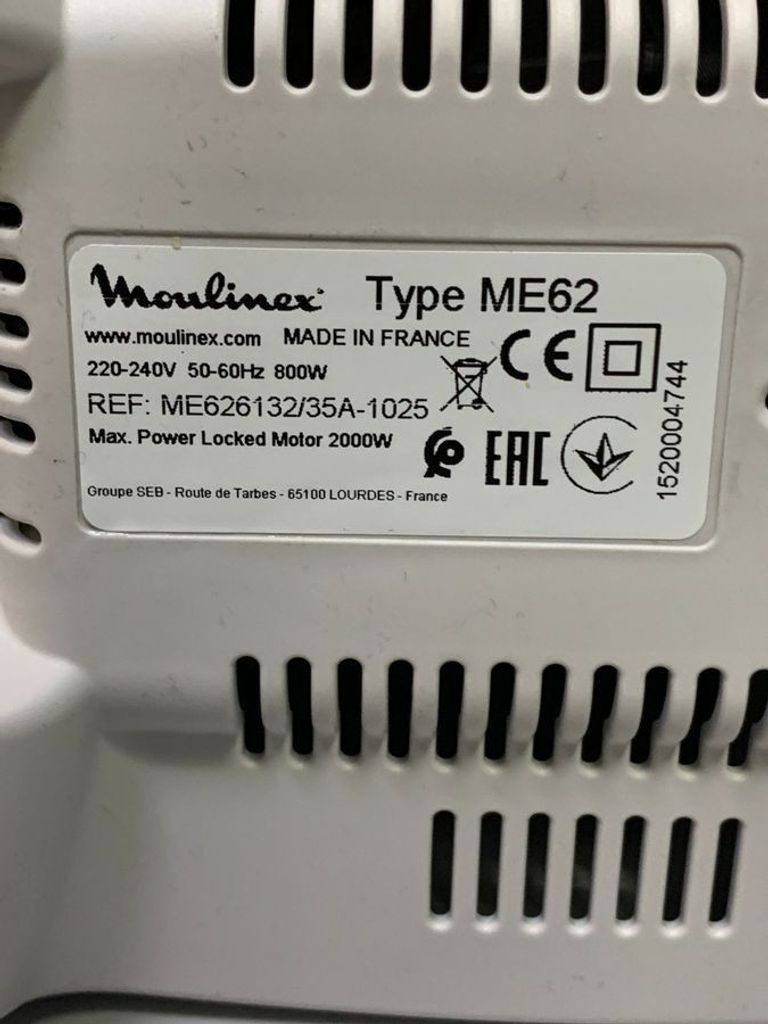 Moulinex Type ME62
www.moulinex.com MADE IN FRANCE
220-240V 50-60Hz 800W CE
REF: ME626132/35A-1025
Max. Power Locked Motor 2000W EAC
Groupe SEB - Route de Tarbes - 65100 LOURDES - France
1520004744